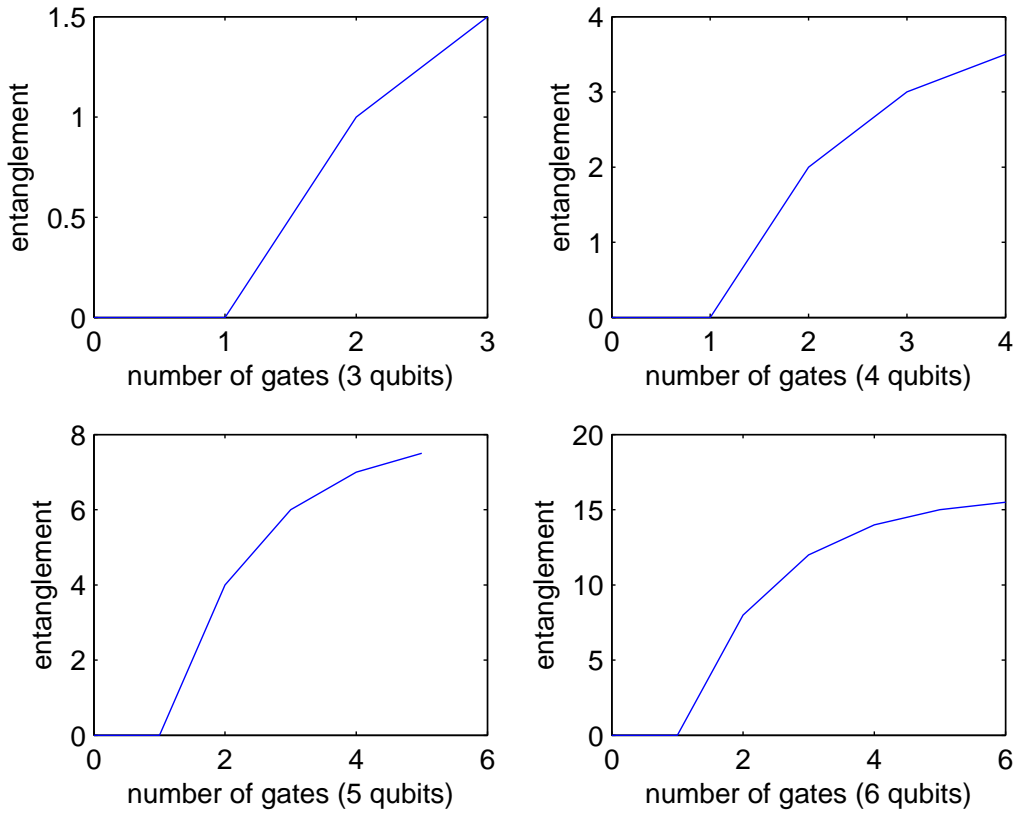 1.5
1
0.5
0
entanglement
0 1 2 3
number of gates (3 qubits)
4
3
2
1
0
entanglement
0 1 2 3 4
number of gates (4 qubits)
8
6
4
2
0
entanglement
0 2 4 6
number of gates (5 qubits)
20
15
10
5
0
entanglement
0 2 4 6
number of gates (6 qubits)